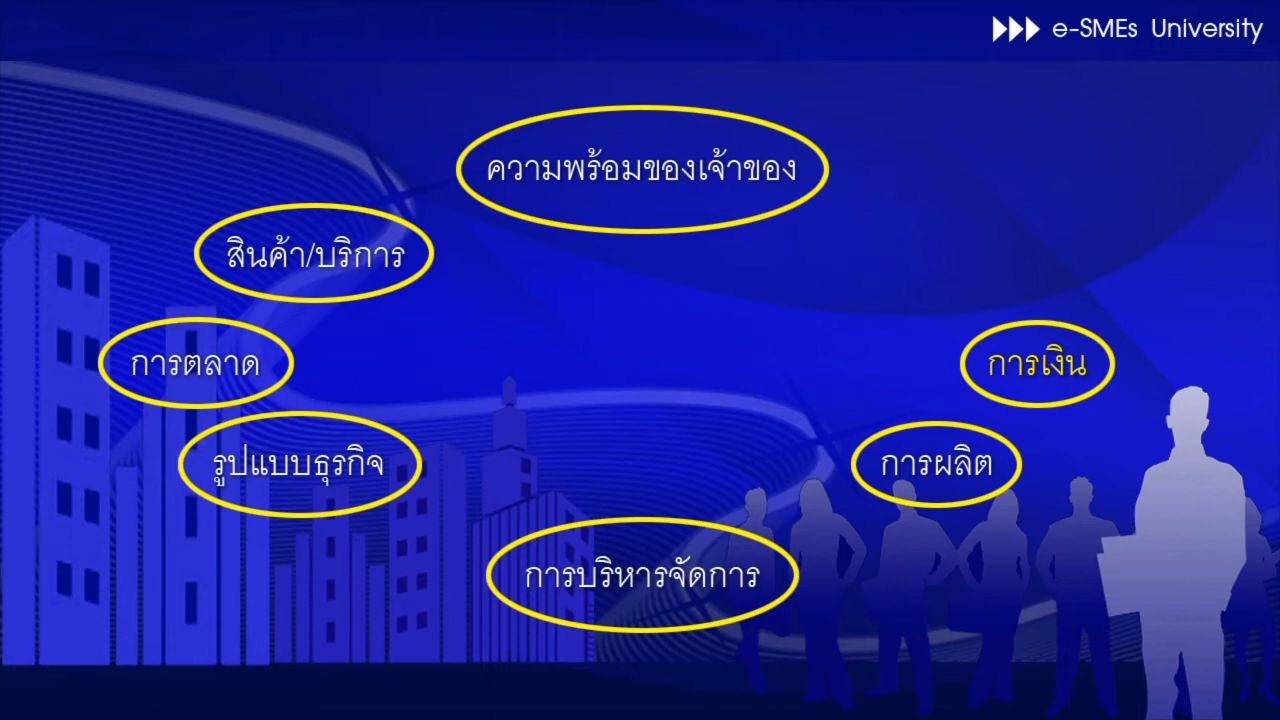 e-SMEs University
ความพร้อมของเจ้าของ
สินค้า/บริการ
การตลาด
การเงิน
รูปแบบธุรกิจ
การผลิต
การบริหารจัดการ